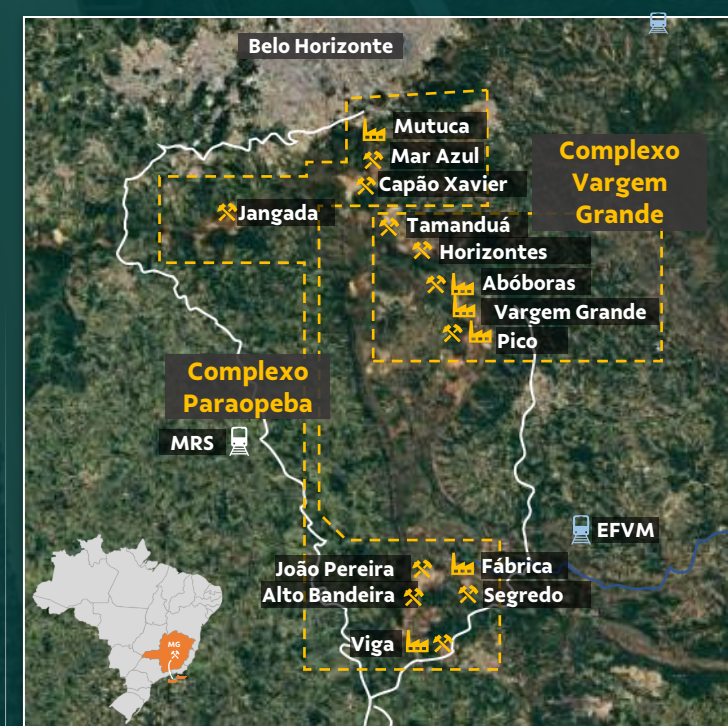 Belo Horizonte
Mutuca
Mar Azul
Capão Xavier
Complexo
Vargem
Grande
Jangada
Tamanduá
Horizontes
Abóboras
Vargem Grande
Pico
Complexo
Paraopeba
MRS
EFVM
João Pereira
Fábrica
Alto Bandeira
Segredo
Viga
MG